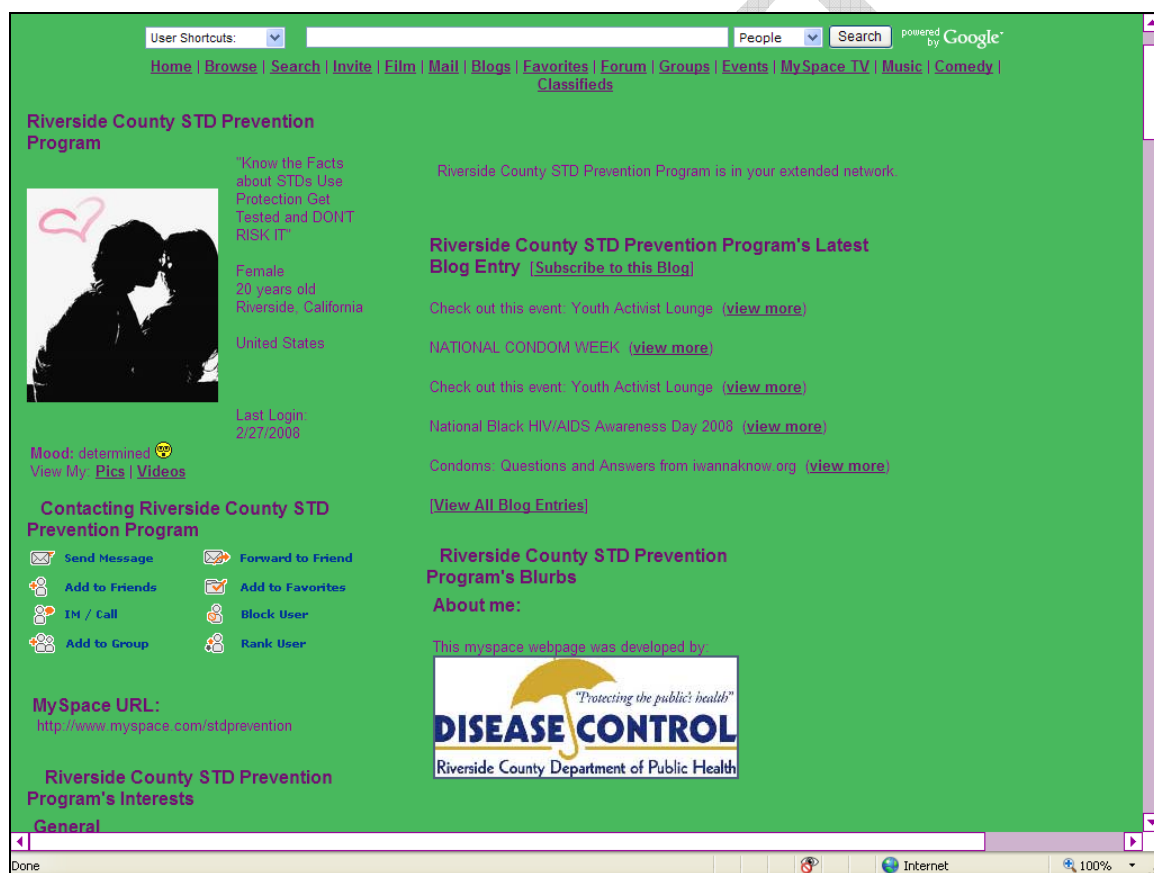 User Shortcuts:
People
Search
powered by Google
Home | Browse | Search | Invite | Film | Mail | Blogs | Favorites | Forum | Groups | Events | MySpace TV | Music | Comedy |
Classifieds
Riverside County STD Prevention
Program
"Know the Facts
about STDs Use
Protection Get
Tested and DON'T
RISK IT"
Female
20 years old
Riverside, California
United States
Last Login:
2/27/2008
Mood: determined
View My: Pics | Videos
Contacting Riverside County STD
Prevention Program
Send Message
Forward to Friend
Add to Friends
Add to Favorites
IM / Call
Block User
Add to Group
Rank User
MySpace URL:
http://www.myspace.com/stdprevention
Riverside County STD Prevention
Program's Interests
General
Riverside County STD Prevention Program is in your extended network.
Riverside County STD Prevention Program's Latest
Blog Entry [Subscribe to this Blog]
Check out this event: Youth Activist Lounge (view more)
NATIONAL CONDOM WEEK (view more)
Check out this event: Youth Activist Lounge (view more)
National Black HIV/AIDS Awareness Day 2008 (view more)
Condoms: Questions and Answers from iwannaknow.org (view more)
[View All Blog Entries]
Riverside County STD Prevention
Program's Blurbs
About me:
This myspace webpage was developed by:
"Protecting the public's health"
DISEASE CONTROL
Riverside County Department of Public Health
Done
Internet
100%